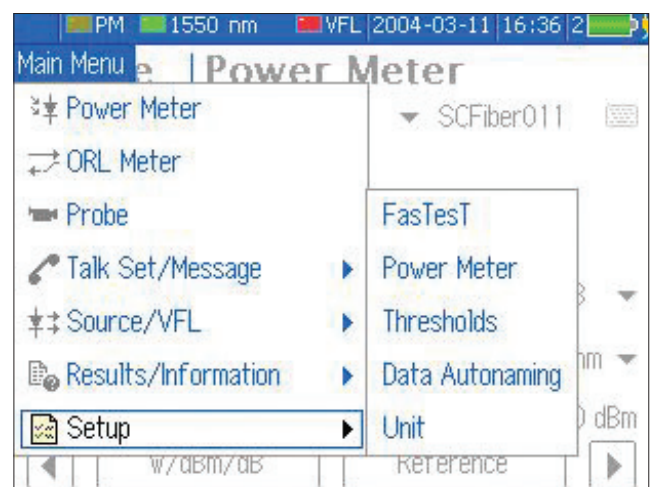 PM 1550 nm VFL 2004-03-11 16:36 2
Main Menu Power Meter
Power Meter
SCFiber011
ORL Meter
Probe
FasTesT
Talk Set/Message
Power Meter
Source/VFL
Thresholds
Results/Information
Data Autonaming
nm
Setup
Unit
dBm
W/dBm/dB
Reference